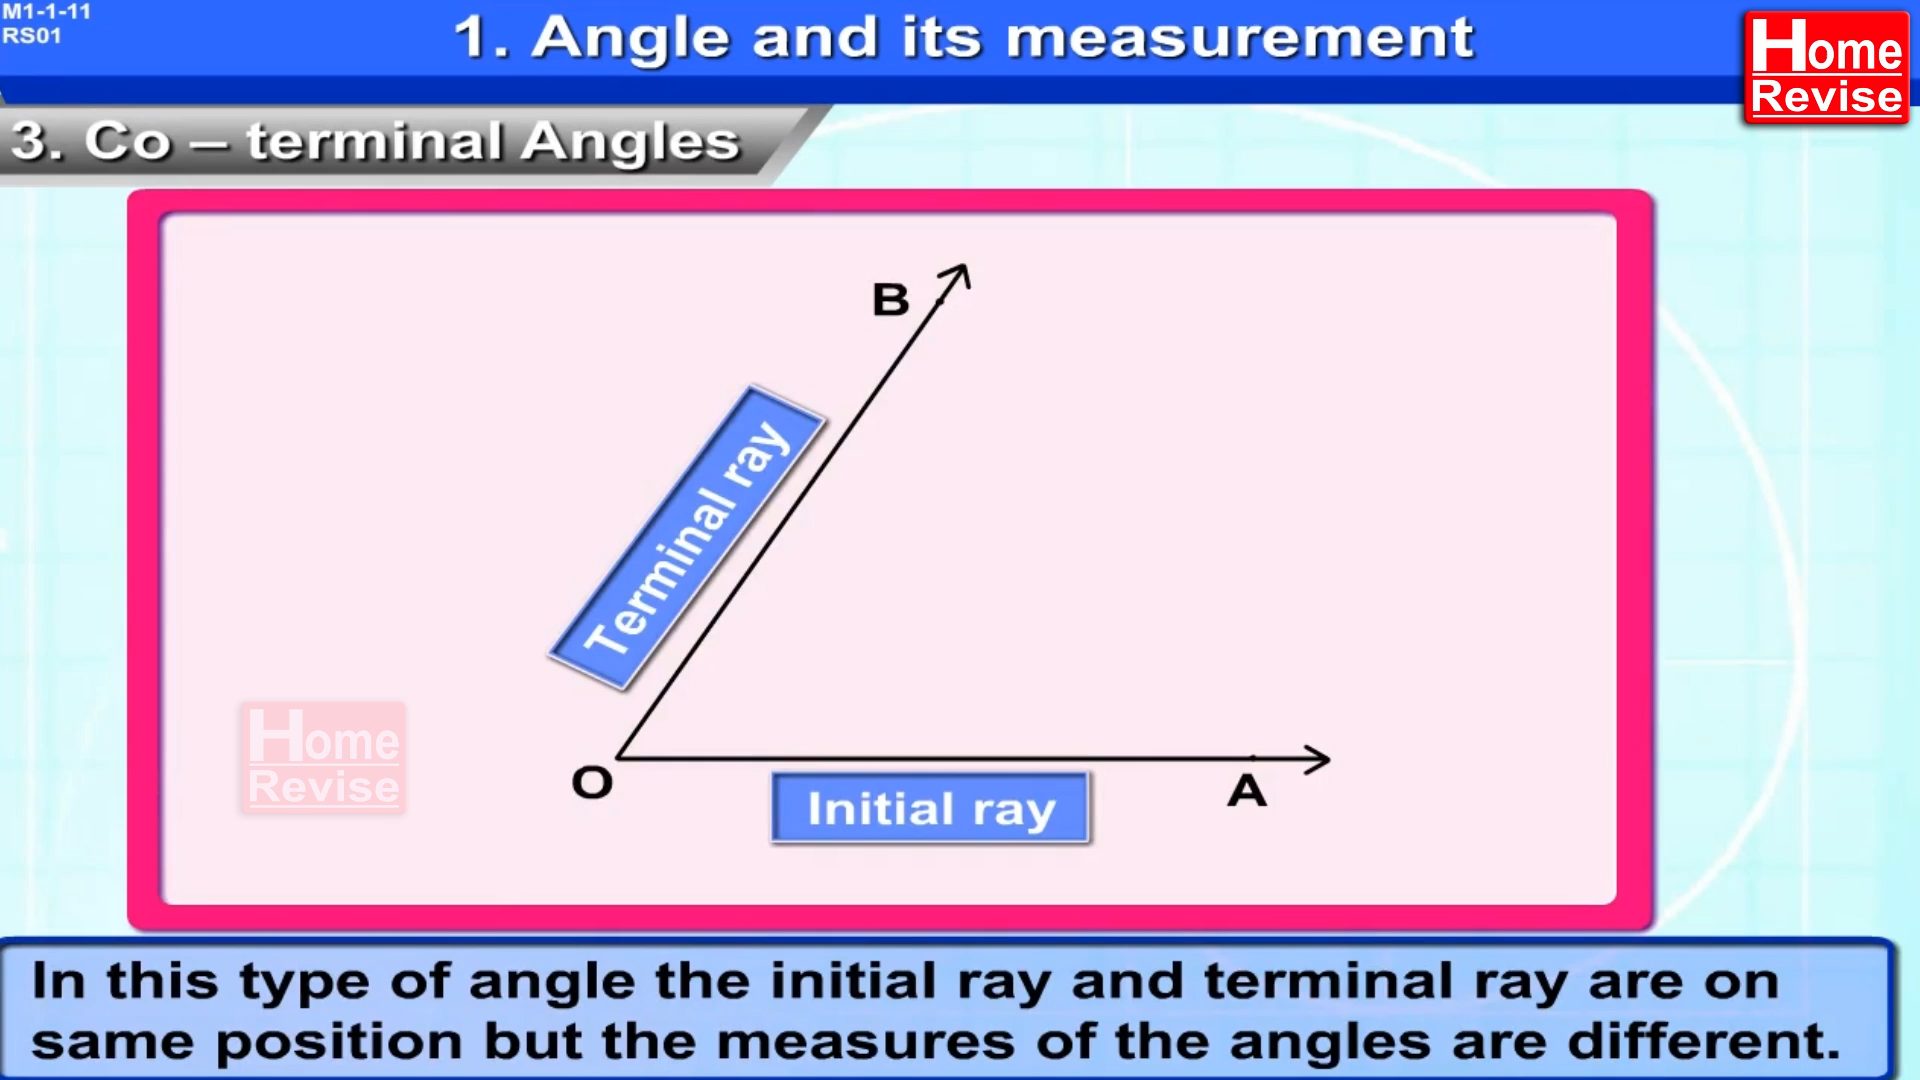 M1-1-11
RS01
1. Angle and its measurement
Home
Revise
3. Co – terminal Angles
B
Terminal ray
Home
Revise
O
A
Initial ray
In this type of angle the initial ray and terminal ray are on
same position but the measures of the angles are different.